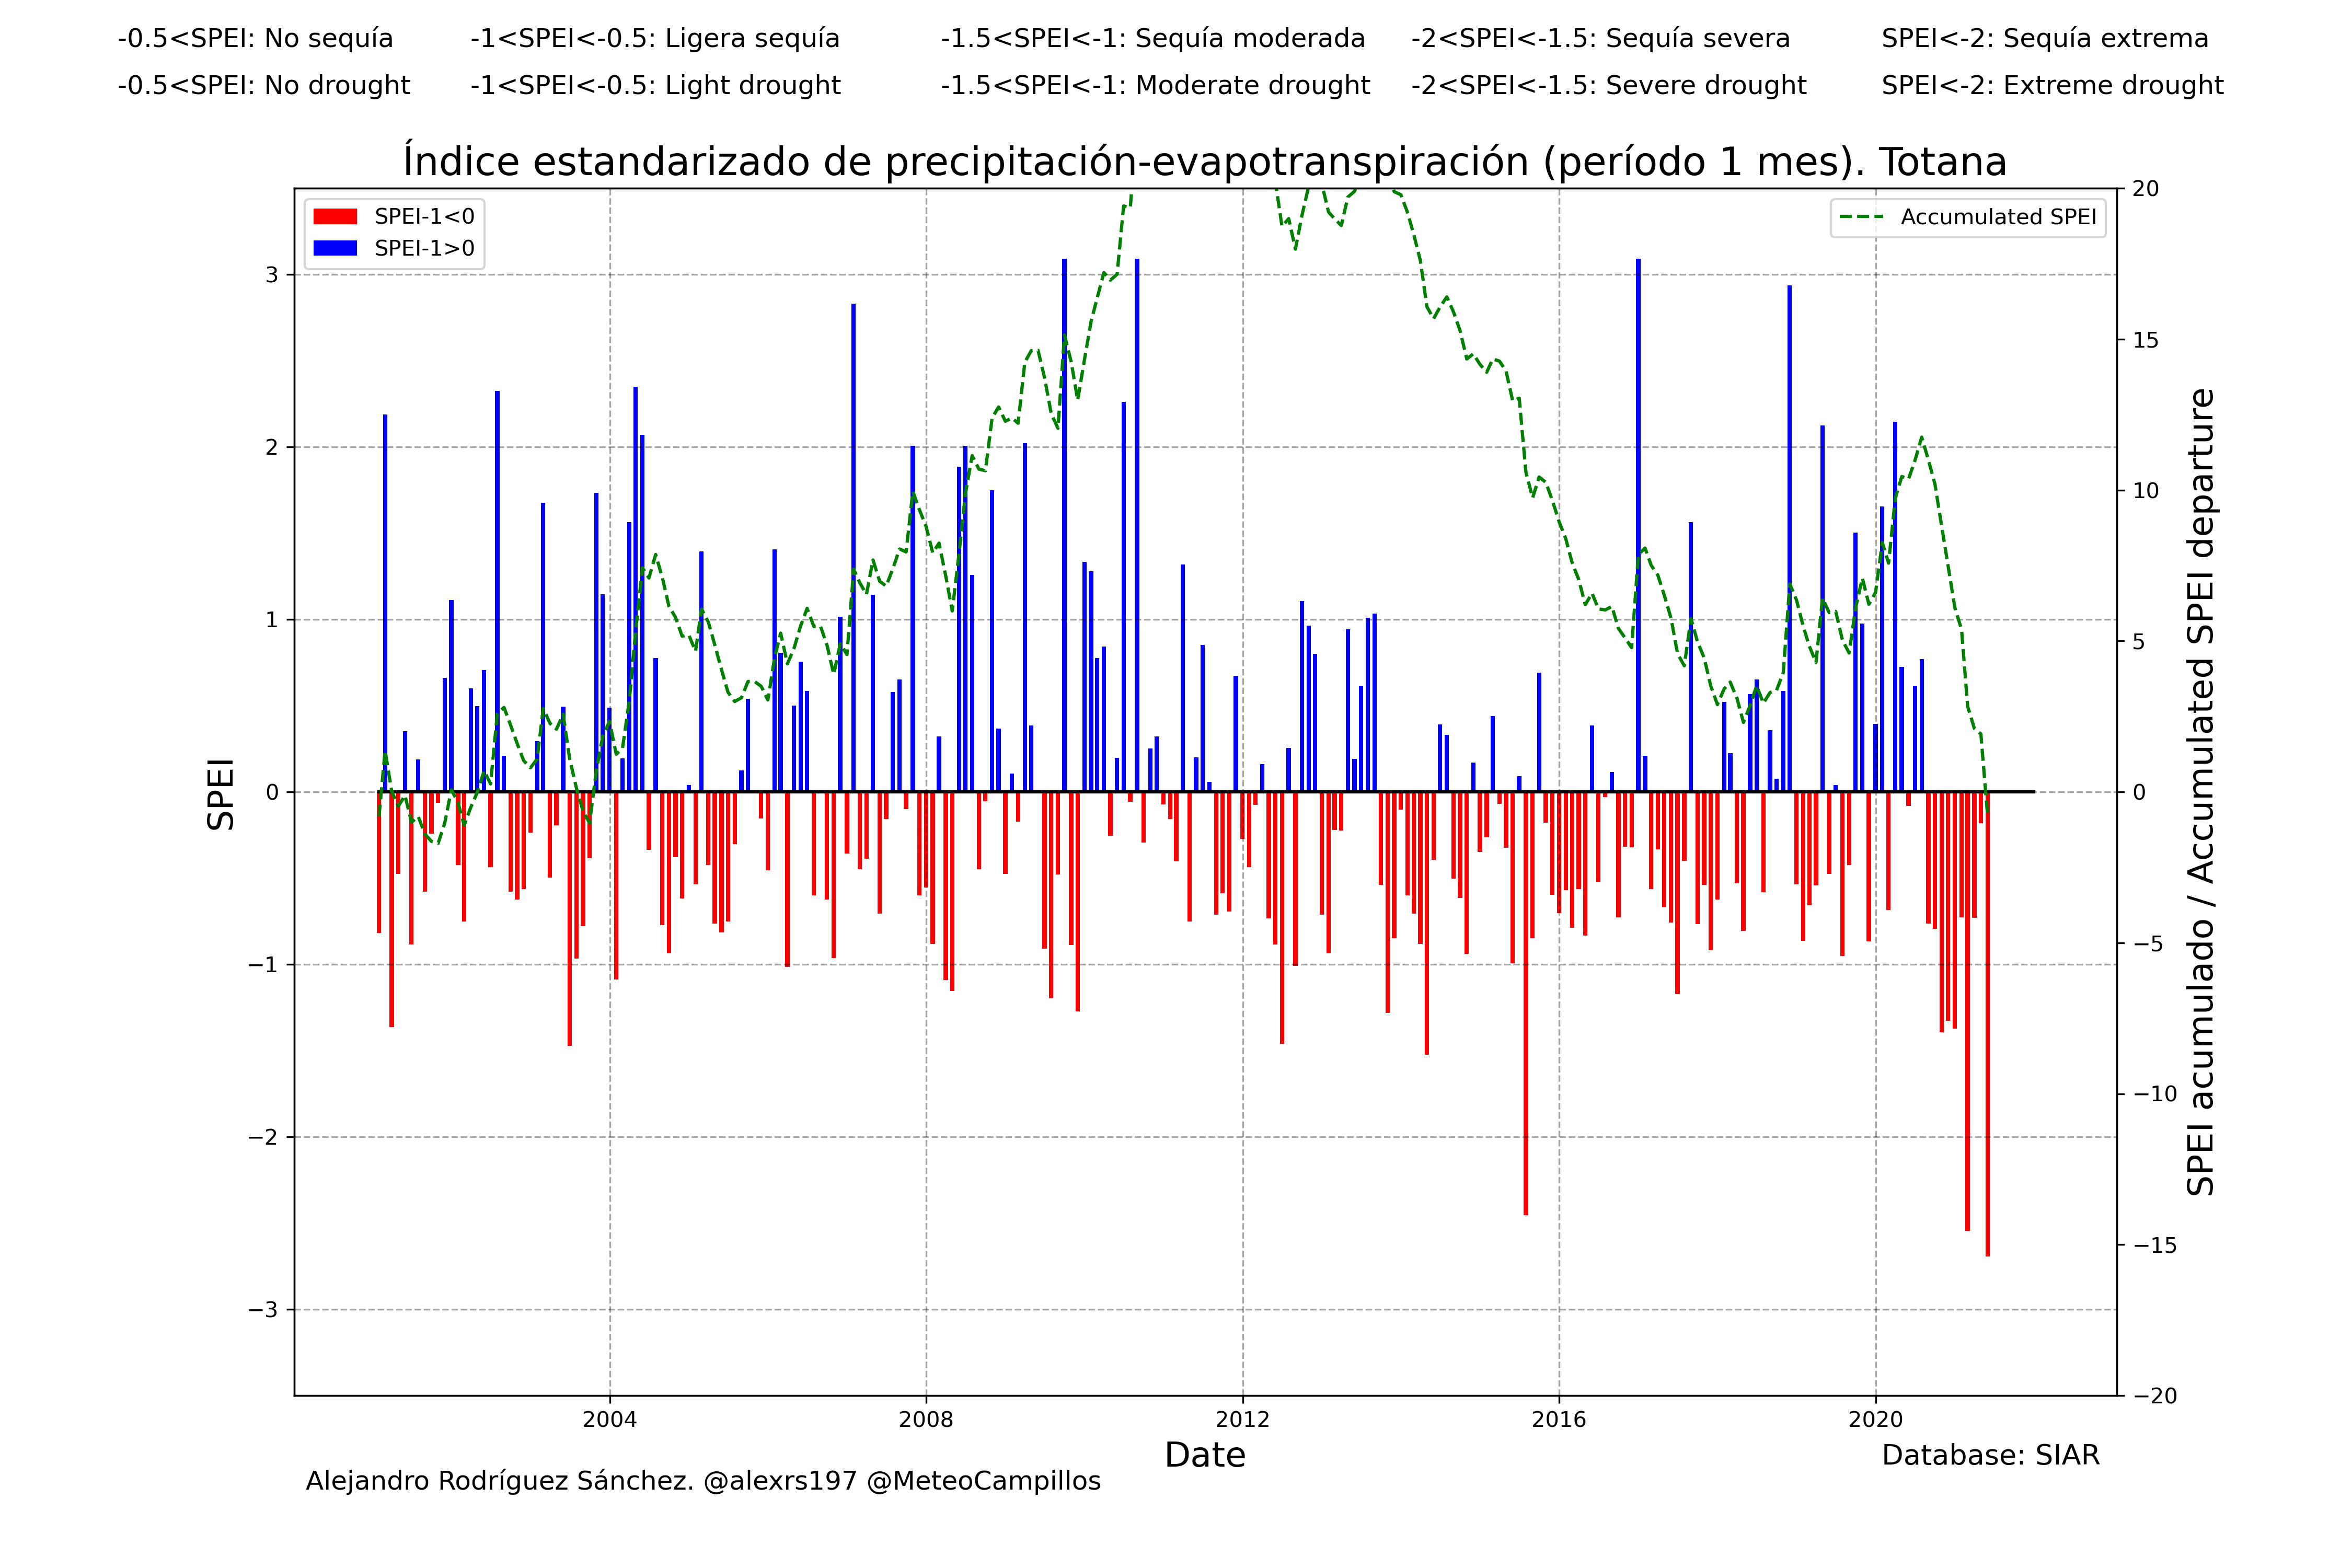 -0.5<SPEI: No sequía -1<SPEI<-0.5: Ligera sequía -1.5<SPEI<-1: Sequía moderada -2<SPEI<-1.5: Sequía severa SPEI<-2: Sequía extrema
-0.5<SPEI: No drought -1<SPEI<-0.5: Light drought -1.5<SPEI<-1: Moderate drought -2<SPEI<-1.5: Severe drought SPEI<-2: Extreme drought
Índice estandarizado de precipitación-evapotranspiración (período 1 mes). Totana
SPEI-1<0
SPEI-1>0
Accumulated SPEI
SPEI
3
2
1
0
−1
−2
−3
20
15
10
5
0
−5
−10
−15
−20
SPEI acumulado / Accumulated SPEI departure
2004 2008 2012 2016 2020
Date
Database: SIAR
Alejandro Rodríguez Sánchez. @alexrs197 @MeteoCampillos